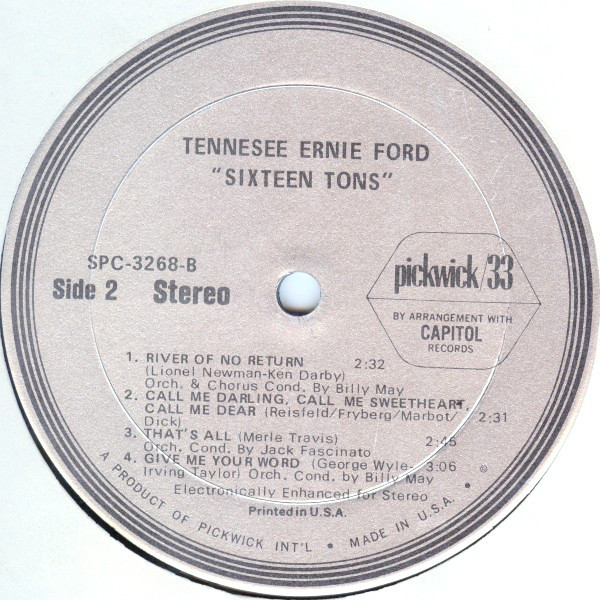 TENNESEE ERNIE FORD
"SIXTEEN TONS"
SPC-3268-B
Side 2 Stereo
pickwick/33
BY ARRANGEMENT WITH
CAPITOL
RECORDS
1. RIVER OF NO RETURN 2:32
(Lionel Newman-Ken Darby)
Orch. & Chorus Cond. By Billy May
2. CALL ME DARLING, CALL ME SWEETHEART,
CALL ME DEAR (Reisfeld/Fryberg/Marbot/ 2:31
Dick)
3. THAT'S ALL (Merle Travis) 2:45
Orch. Cond. By Jack Fascinato
4. GIVE ME YOUR WORD (George Wyle- 3:06
Irving Taylor) Orch. cond. by Billy May
℗
Electronically Enhanced for Stereo
Printed in U.S.A.
A PRODUCT OF PICKWICK INT'L • MADE IN U.S.A. •